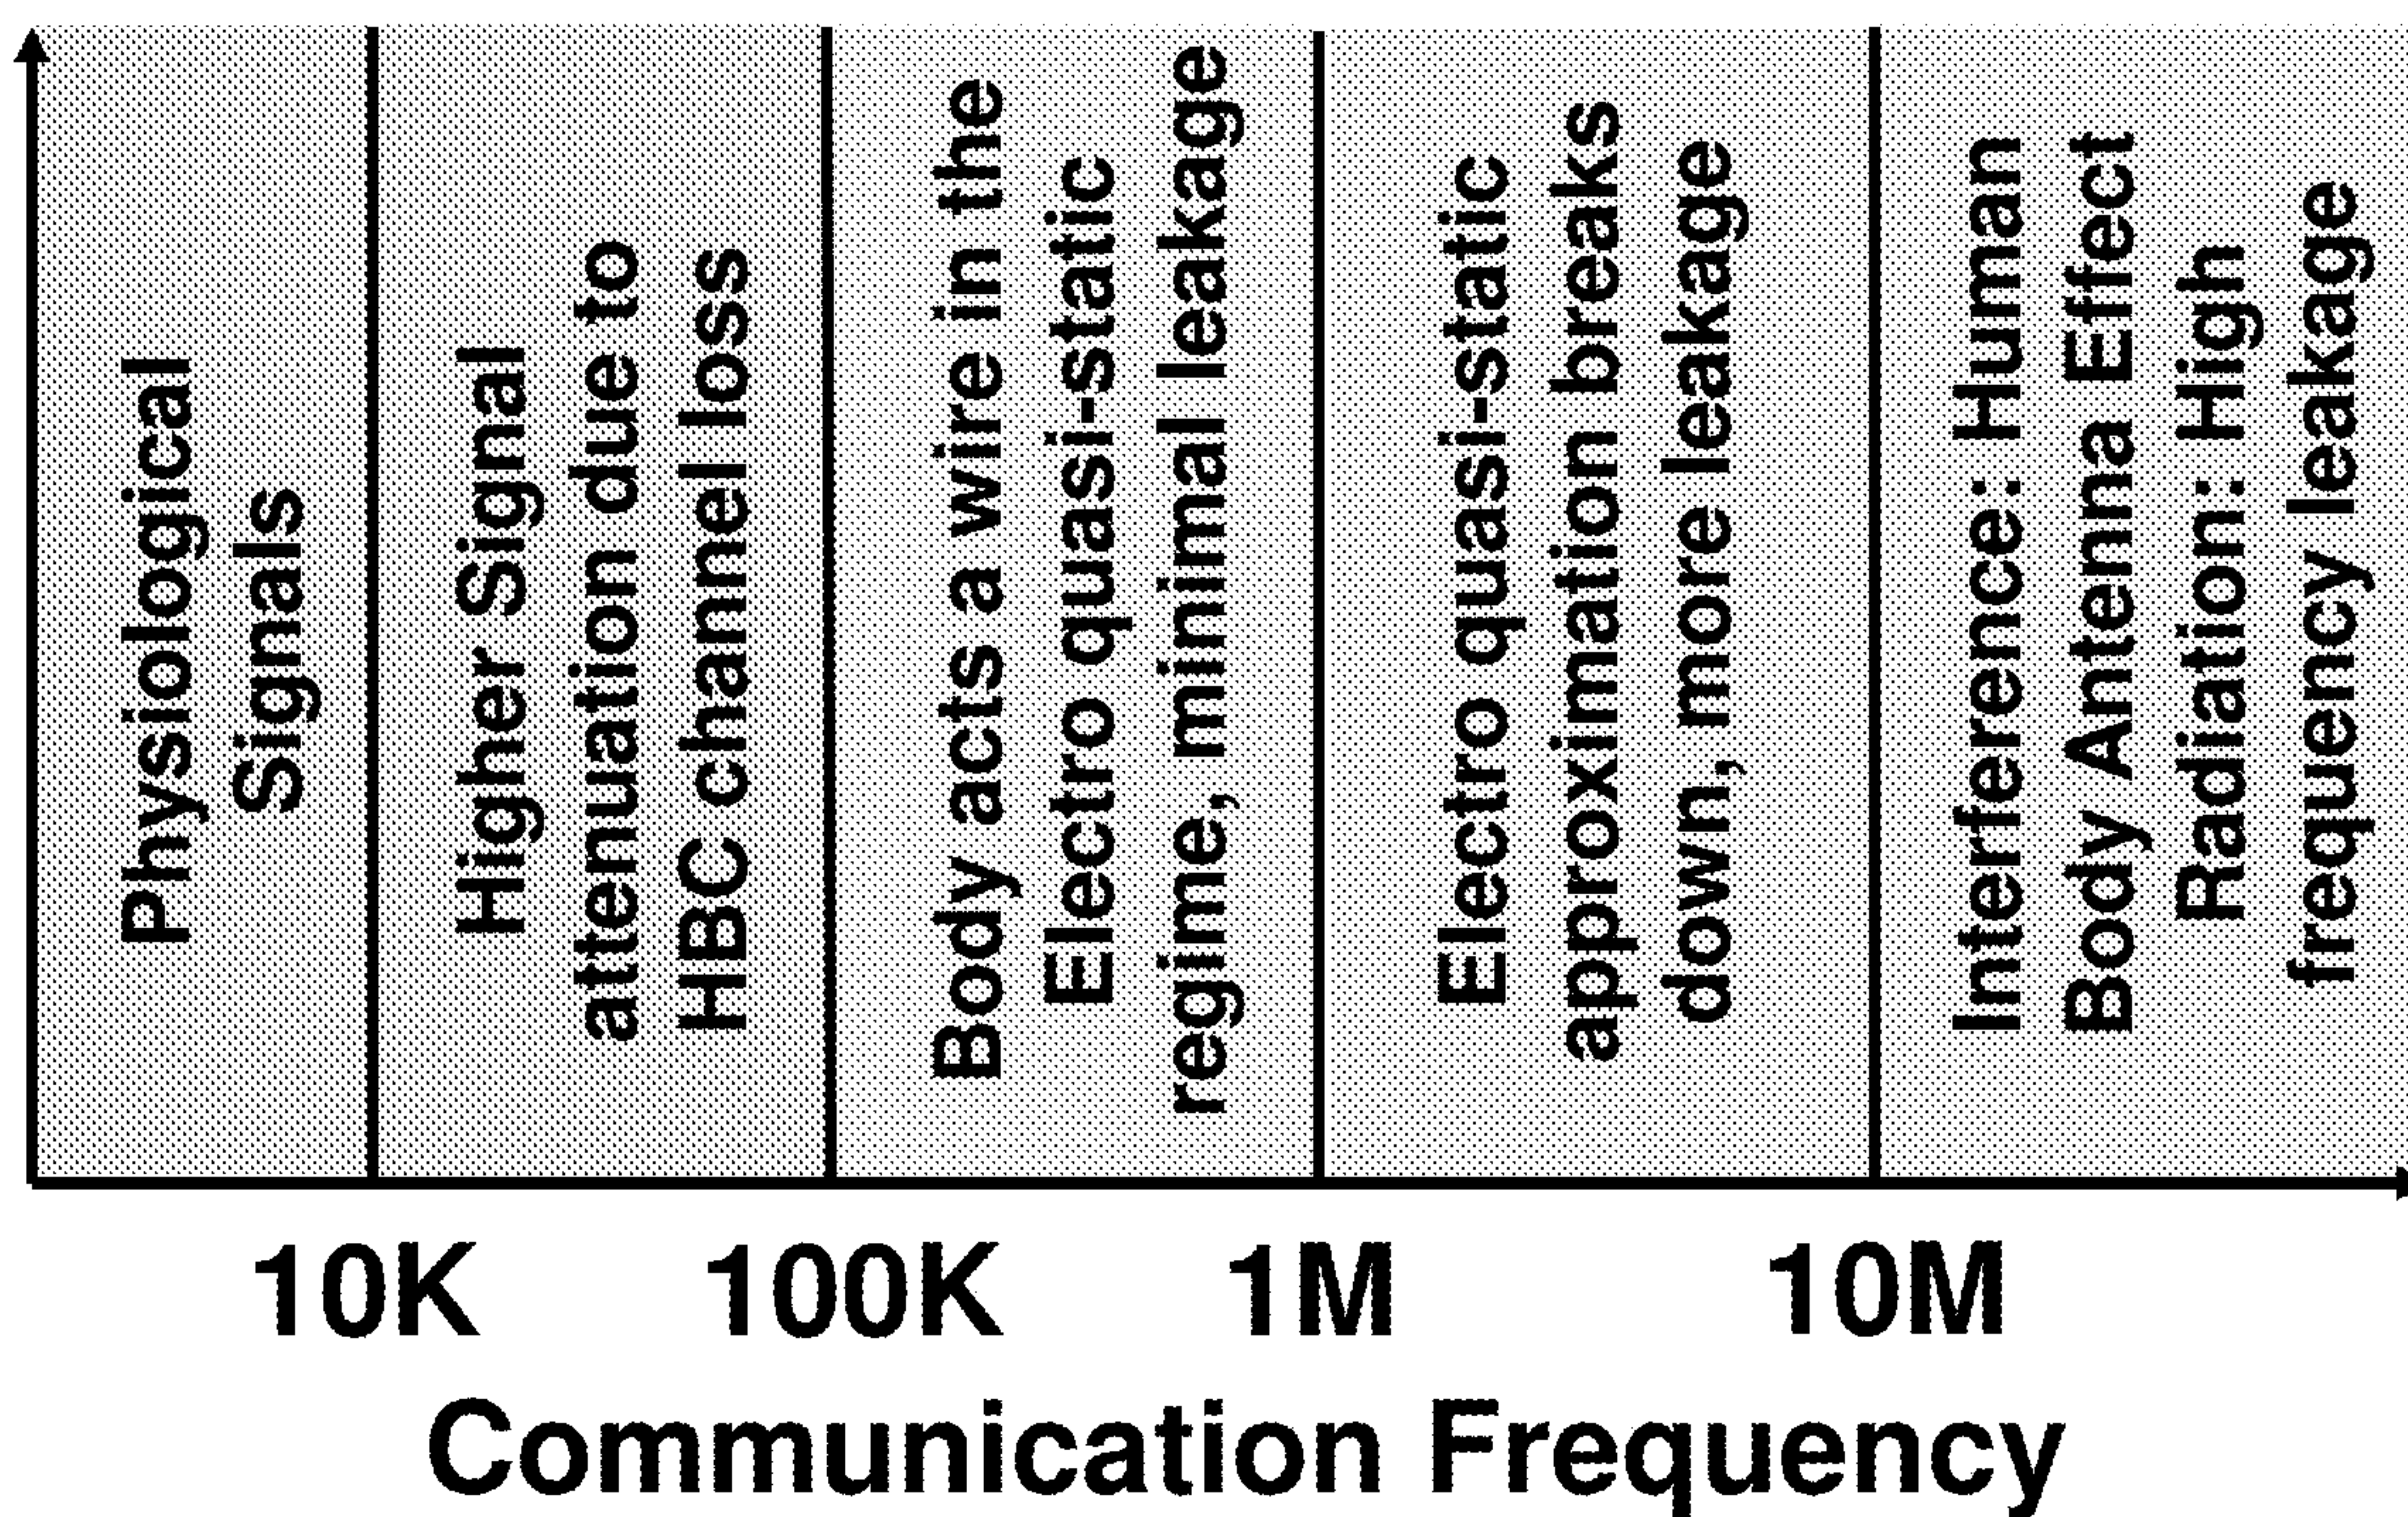 Physiological
Signals
Higher Signal
attenuation due to
HBC channel loss
Body acts a wire in the
Electro quasi-static
regime, minimal leakage
Electro quasi-static
approximation breaks
down, more leakage
Interference: Human
Body Antenna Effect
Radiation: High
frequency leakage
10K 100K 1M 10M
Communication Frequency